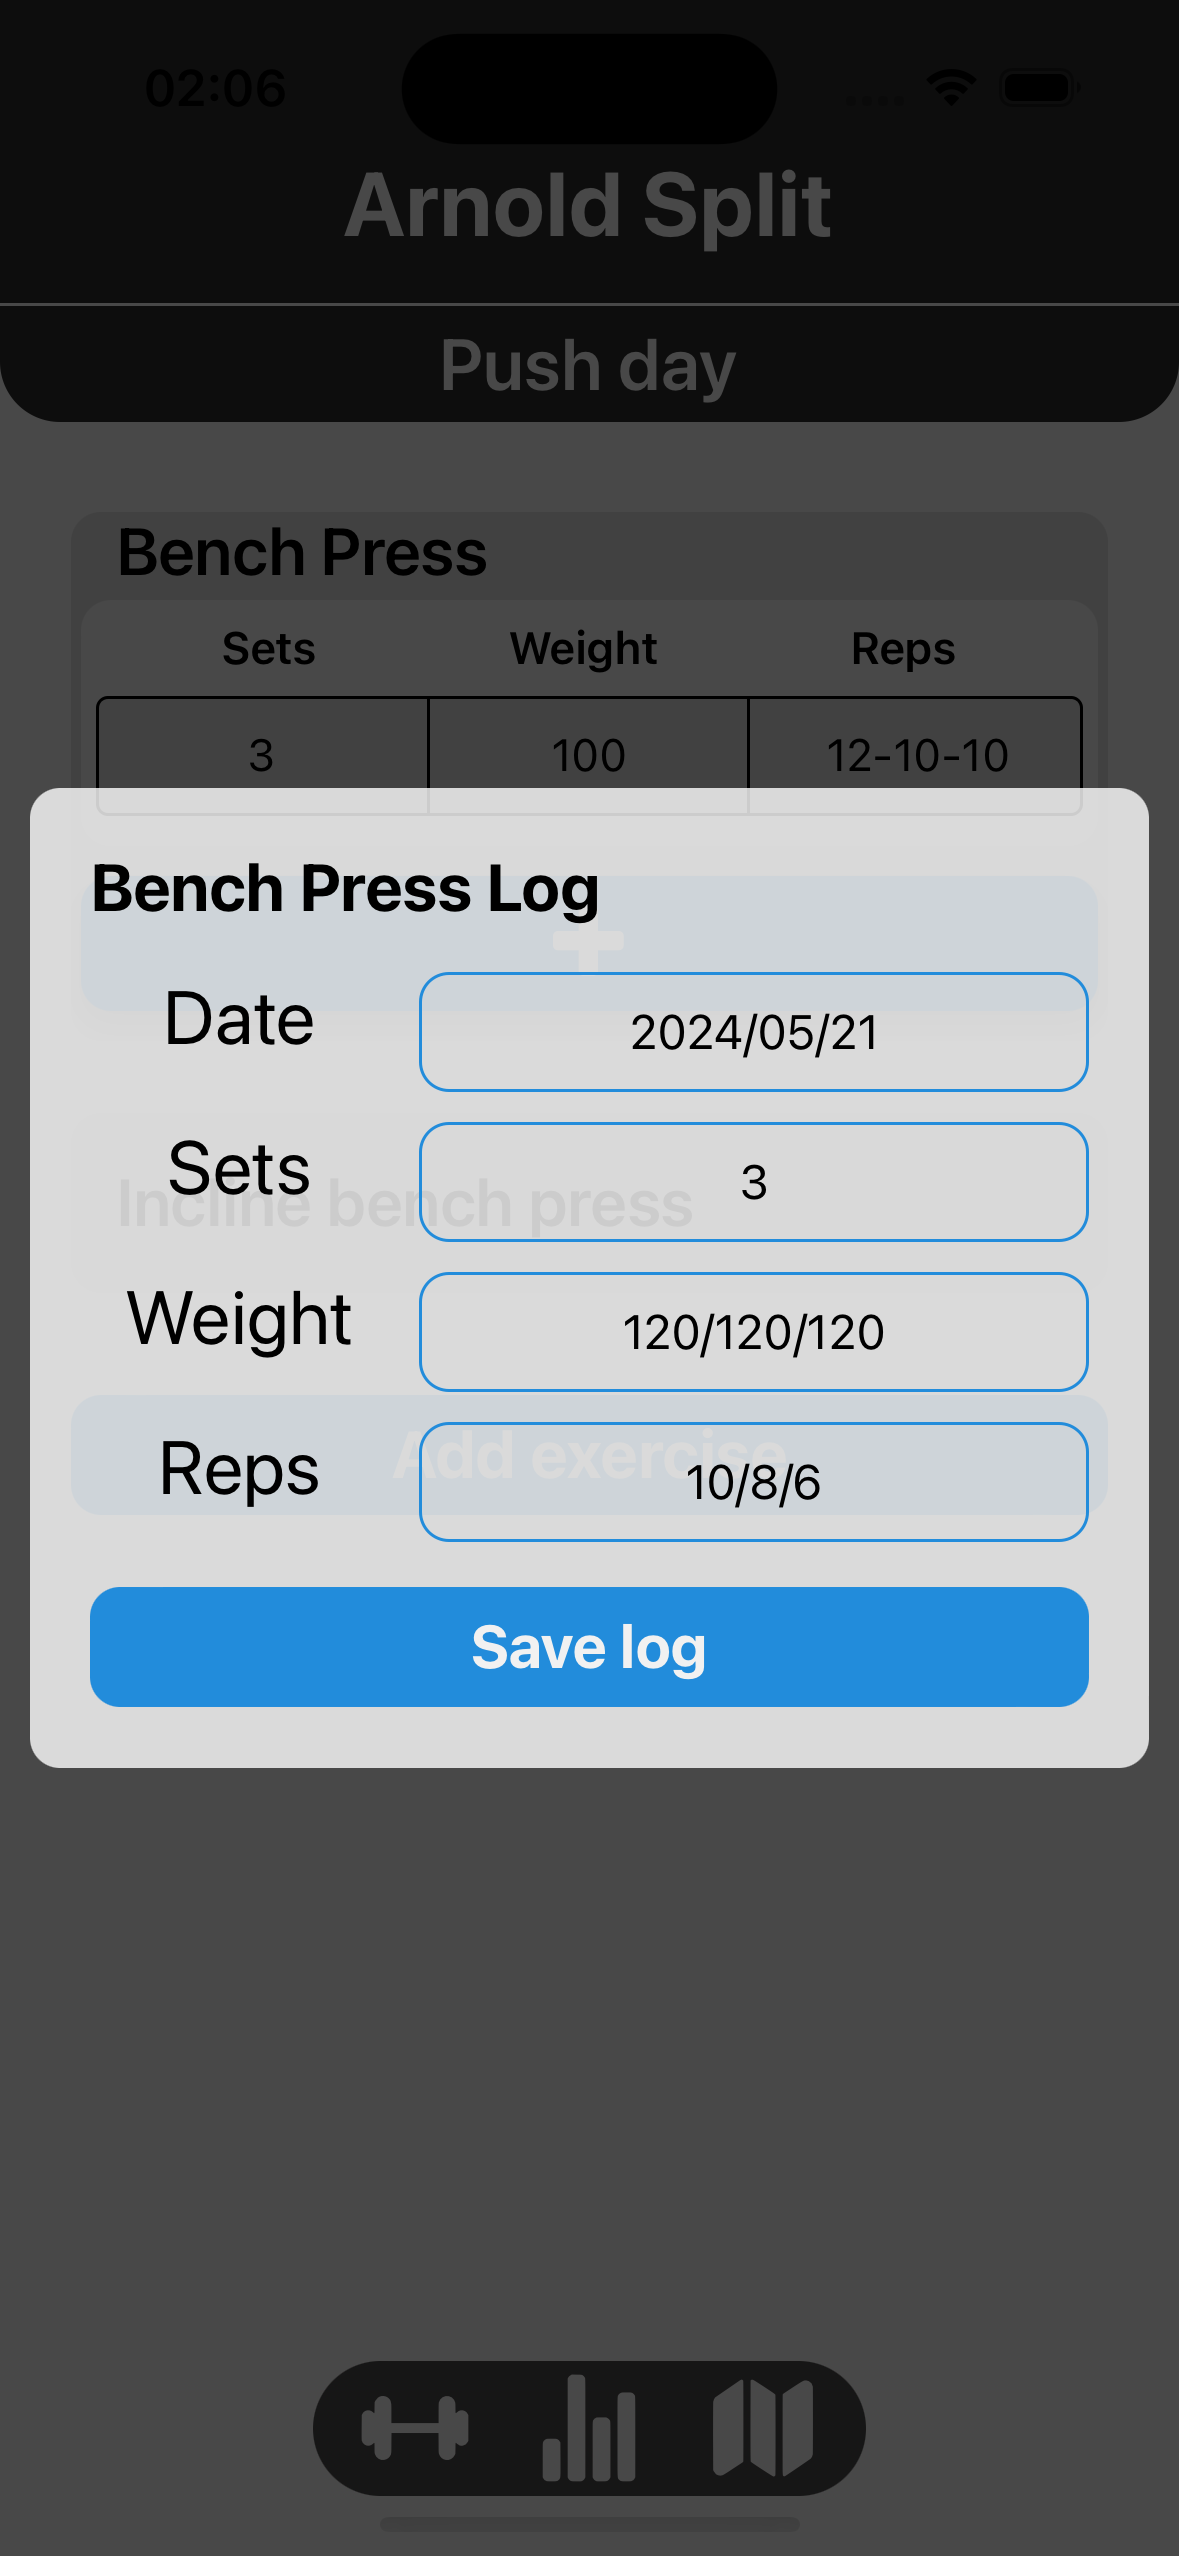 02:06
Arnold Split
Push day
Bench Press
Sets Weight Reps
3 100 12-10-10
Bench Press Log
Date 2024/05/21
Sets 3
Incline bench press
Weight 120/120/120
Add exercise
Reps 10/8/6
Save log